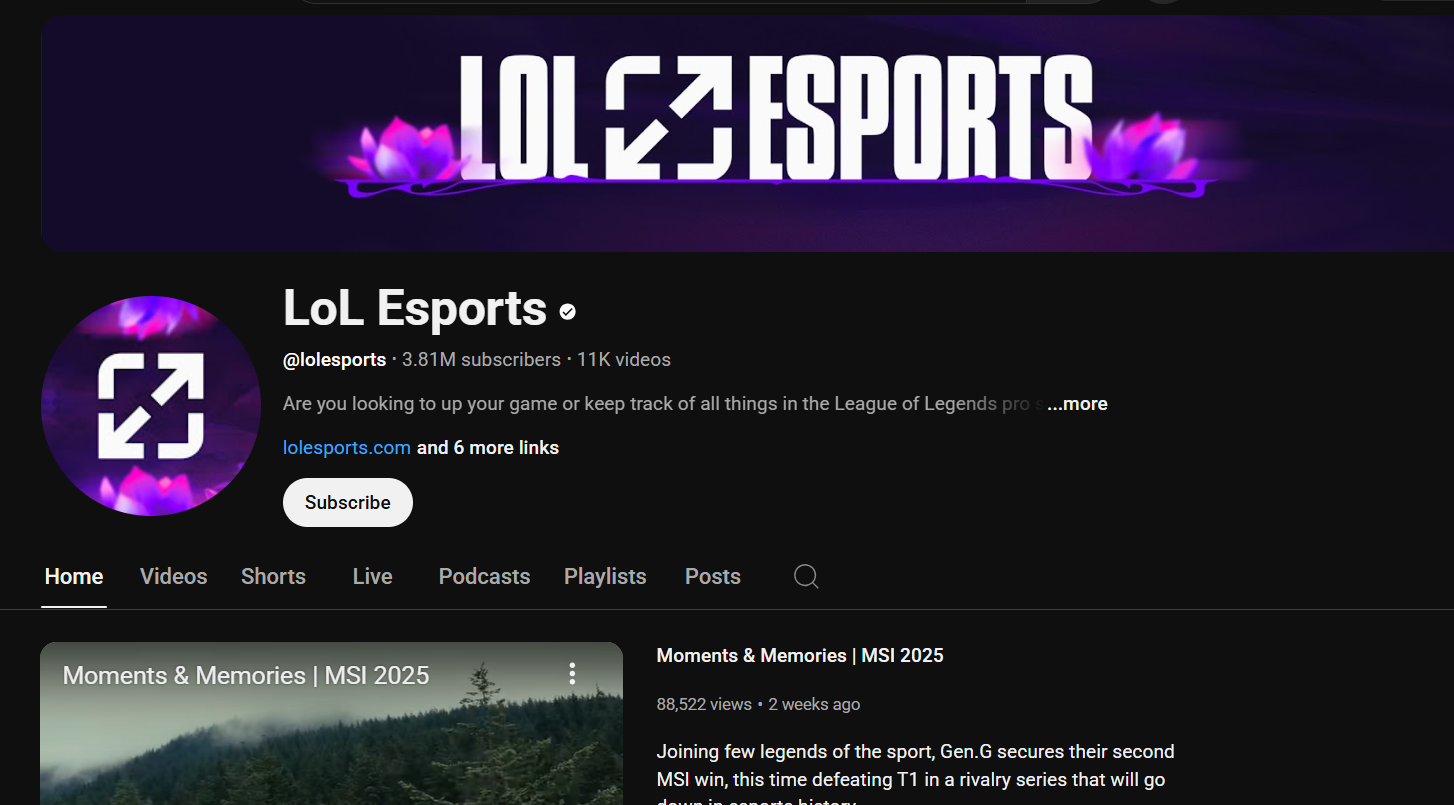 LOL ESPORTS
LoL Esports
@lolesports · 3.81M subscribers · 11K videos
Are you looking to up your game or keep track of all things in the League of Legends pro s ...more
lolesports.com and 6 more links
Subscribe
Home Videos Shorts Live Podcasts Playlists Posts
Moments & Memories | MSI 2025
Moments & Memories | MSI 2025
88,522 views • 2 weeks ago
Joining few legends of the sport, Gen.G secures their second
MSI win, this time defeating T1 in a rivalry series that will go
down in esports history.